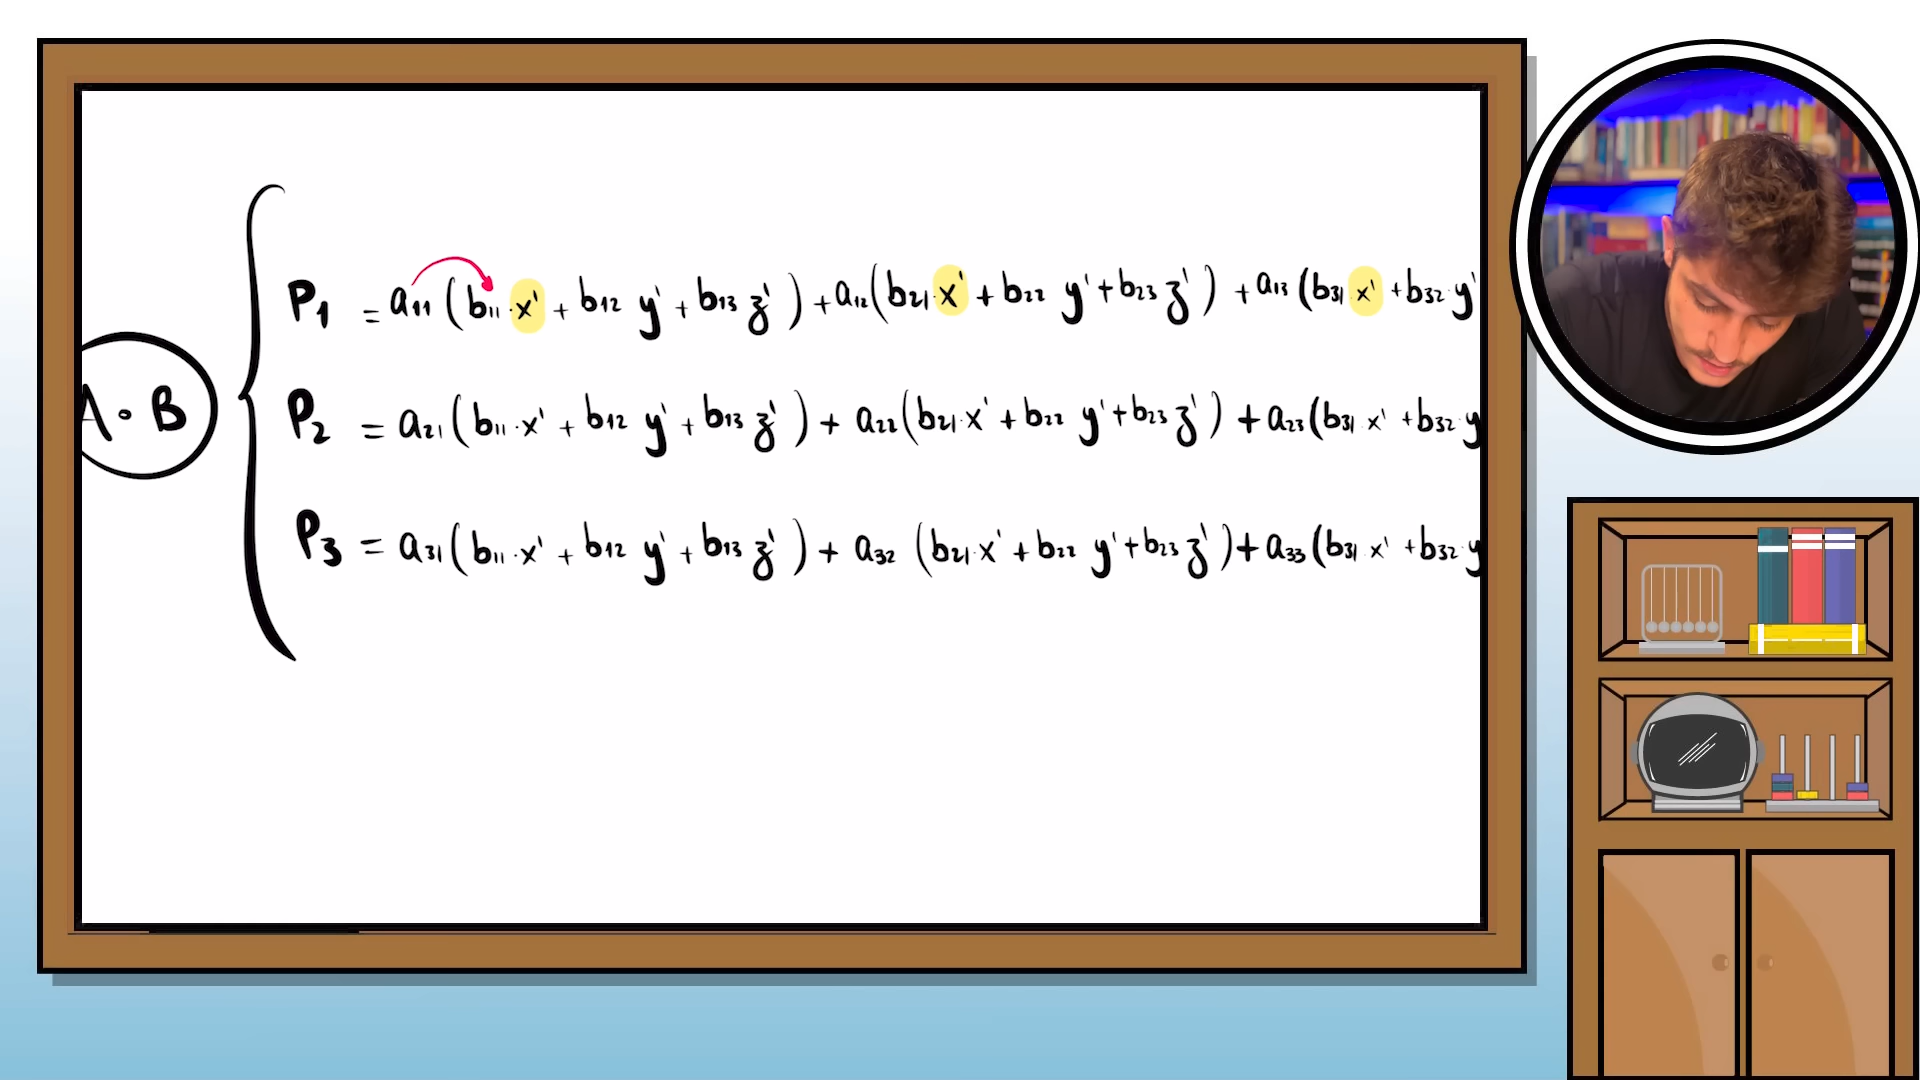 P₁ = a₁₁ (b₁₁·x' + b₁₂ y' + b₁₃ z') + a₁₂(b₂₁·x' + b₂₂ y' + b₂₃ z') + a₁₃ (b₃₁ x' + b₃₂ y'
A·B
P₂ = a₂₁ (b₁₁·x' + b₁₂ y' + b₁₃ z') + a₂₂(b₂₁·x' + b₂₂ y' + b₂₃ z') + a₂₃(b₃₁ x' + b₃₂ y
P₃ = a₃₁ (b₁₁·x' + b₁₂ y' + b₁₃ z') + a₃₂ (b₂₁·x' + b₂₂ y' + b₂₃ z') + a₃₃ (b₃₁ x' + b₃₂ y